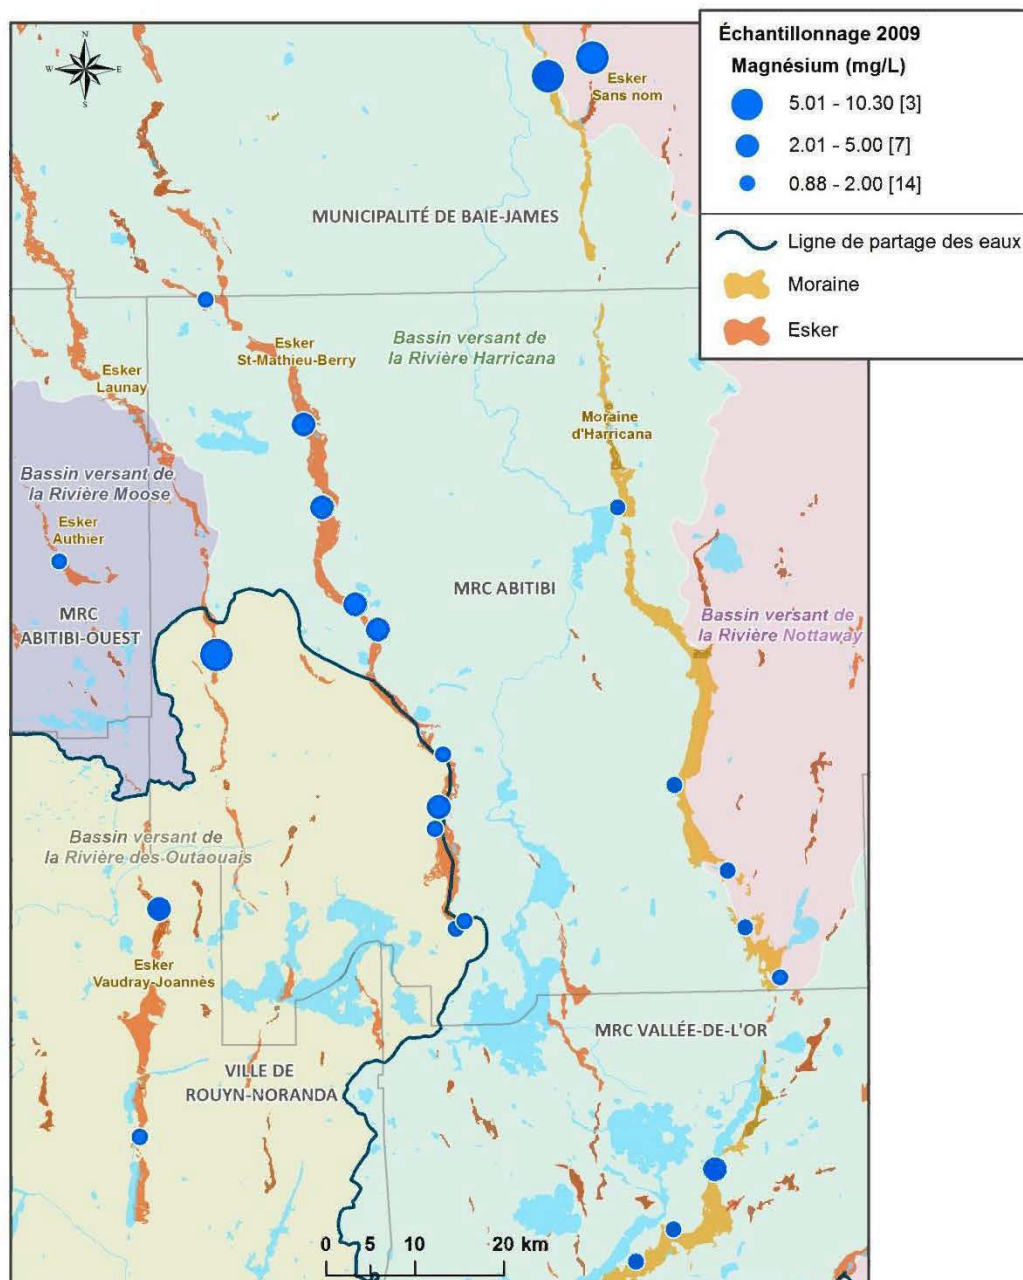 Échantillonnage 2009
Magnésium (mg/L)
5.01 - 10.30 [3]
2.01 - 5.00 [7]
0.88 - 2.00 [14]
Ligne de partage des eaux
Moraine
Esker
N
W
E
S
Esker
Sans nom
MUNICIPALITÉ DE BAIE-JAMES
Esker
St-Mathieu-Berry
Bassin versant de
la Rivière Harricana
Esker
Launay
Moraine
d'Harricana
Bassin versant de
la Rivière Moose
Esker
Authier
MRC
ABITIBI-OUEST
MRC ABITIBI
Bassin versant de
la Rivière Nottaway
Bassin versant de
la Rivière des Outaouais
Esker
Vaudray-Joannès
MRC VALLÉE-DE-L'OR
VILLE DE
ROUYN-NORANDA
0 5 10 20 km